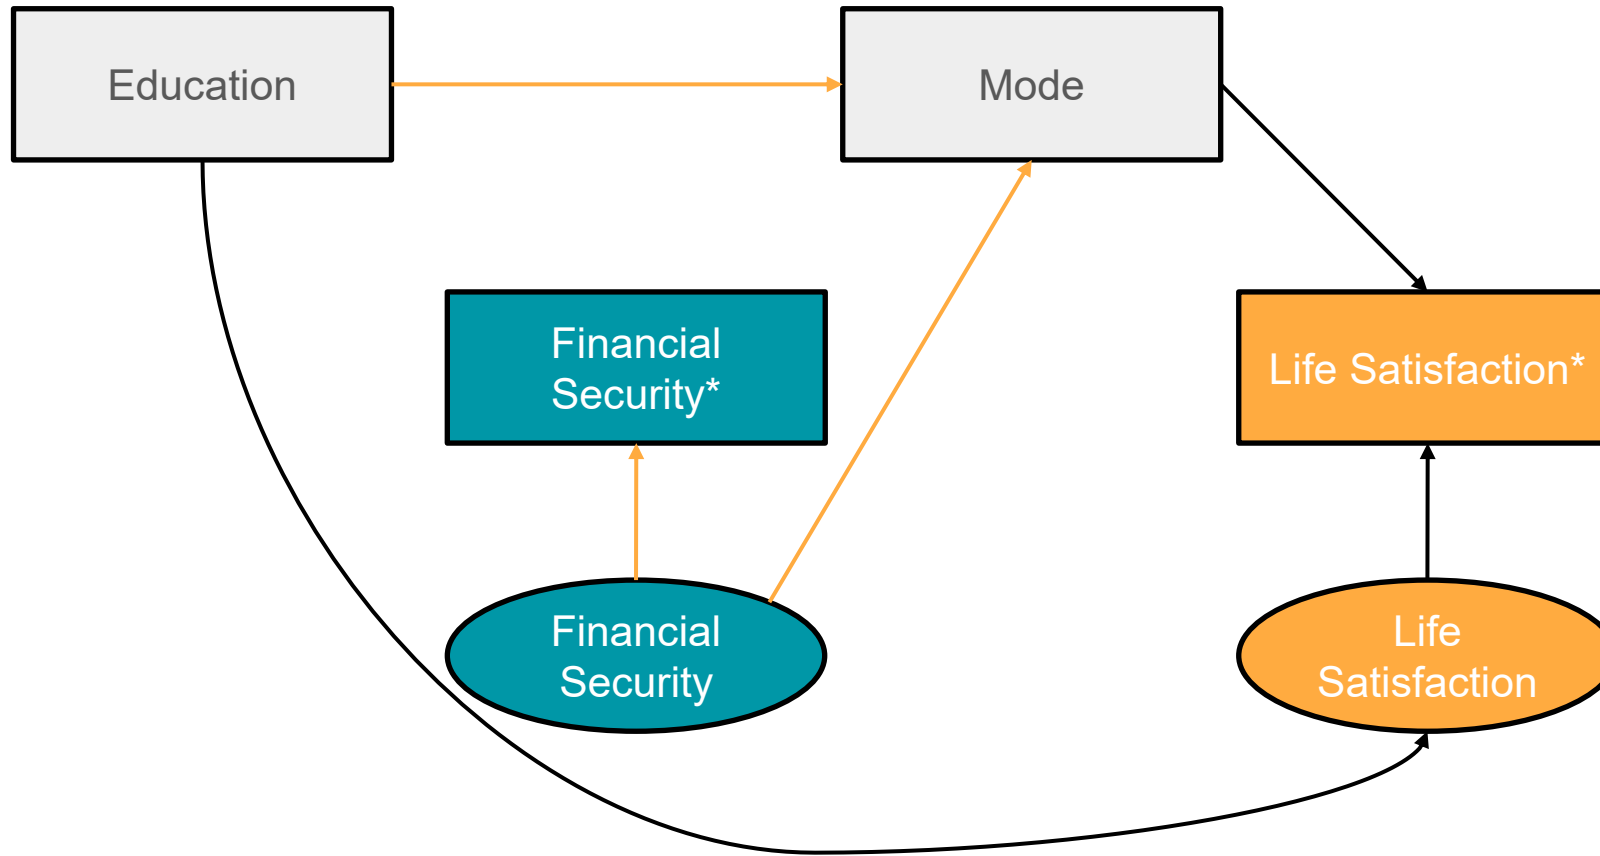 Education
Mode
Financial
Security*
Life Satisfaction*
Financial
Security
Life
Satisfaction